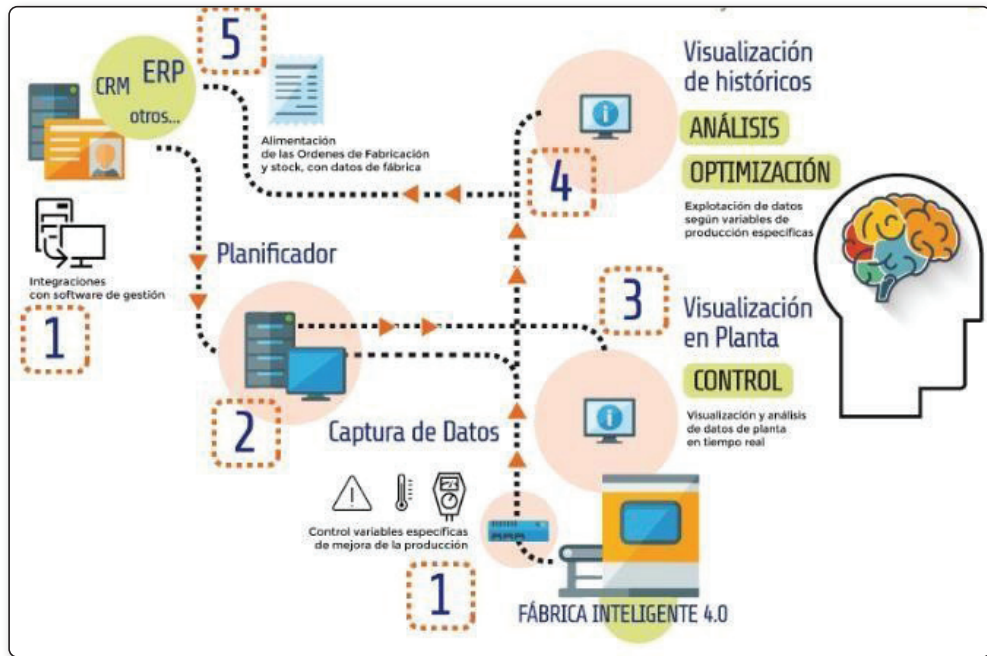 5
CRM ERP
otros...
Alimentación
de las Ordenes de Fabricación
y stock, con datos de fábrica
Integraciones
con software de gestión
1
Planificador
2
Captura de Datos
Control variables específicas
de mejora de la producción
1
FÁBRICA INTELIGENTE 4.0
3
Visualización
en Planta
CONTROL
Visualización y análisis
de datos de planta
en tiempo real
4
Visualización
de históricos
ANÁLISIS
OPTIMIZACIÓN
Explotación de datos
según variables de
producción específicas